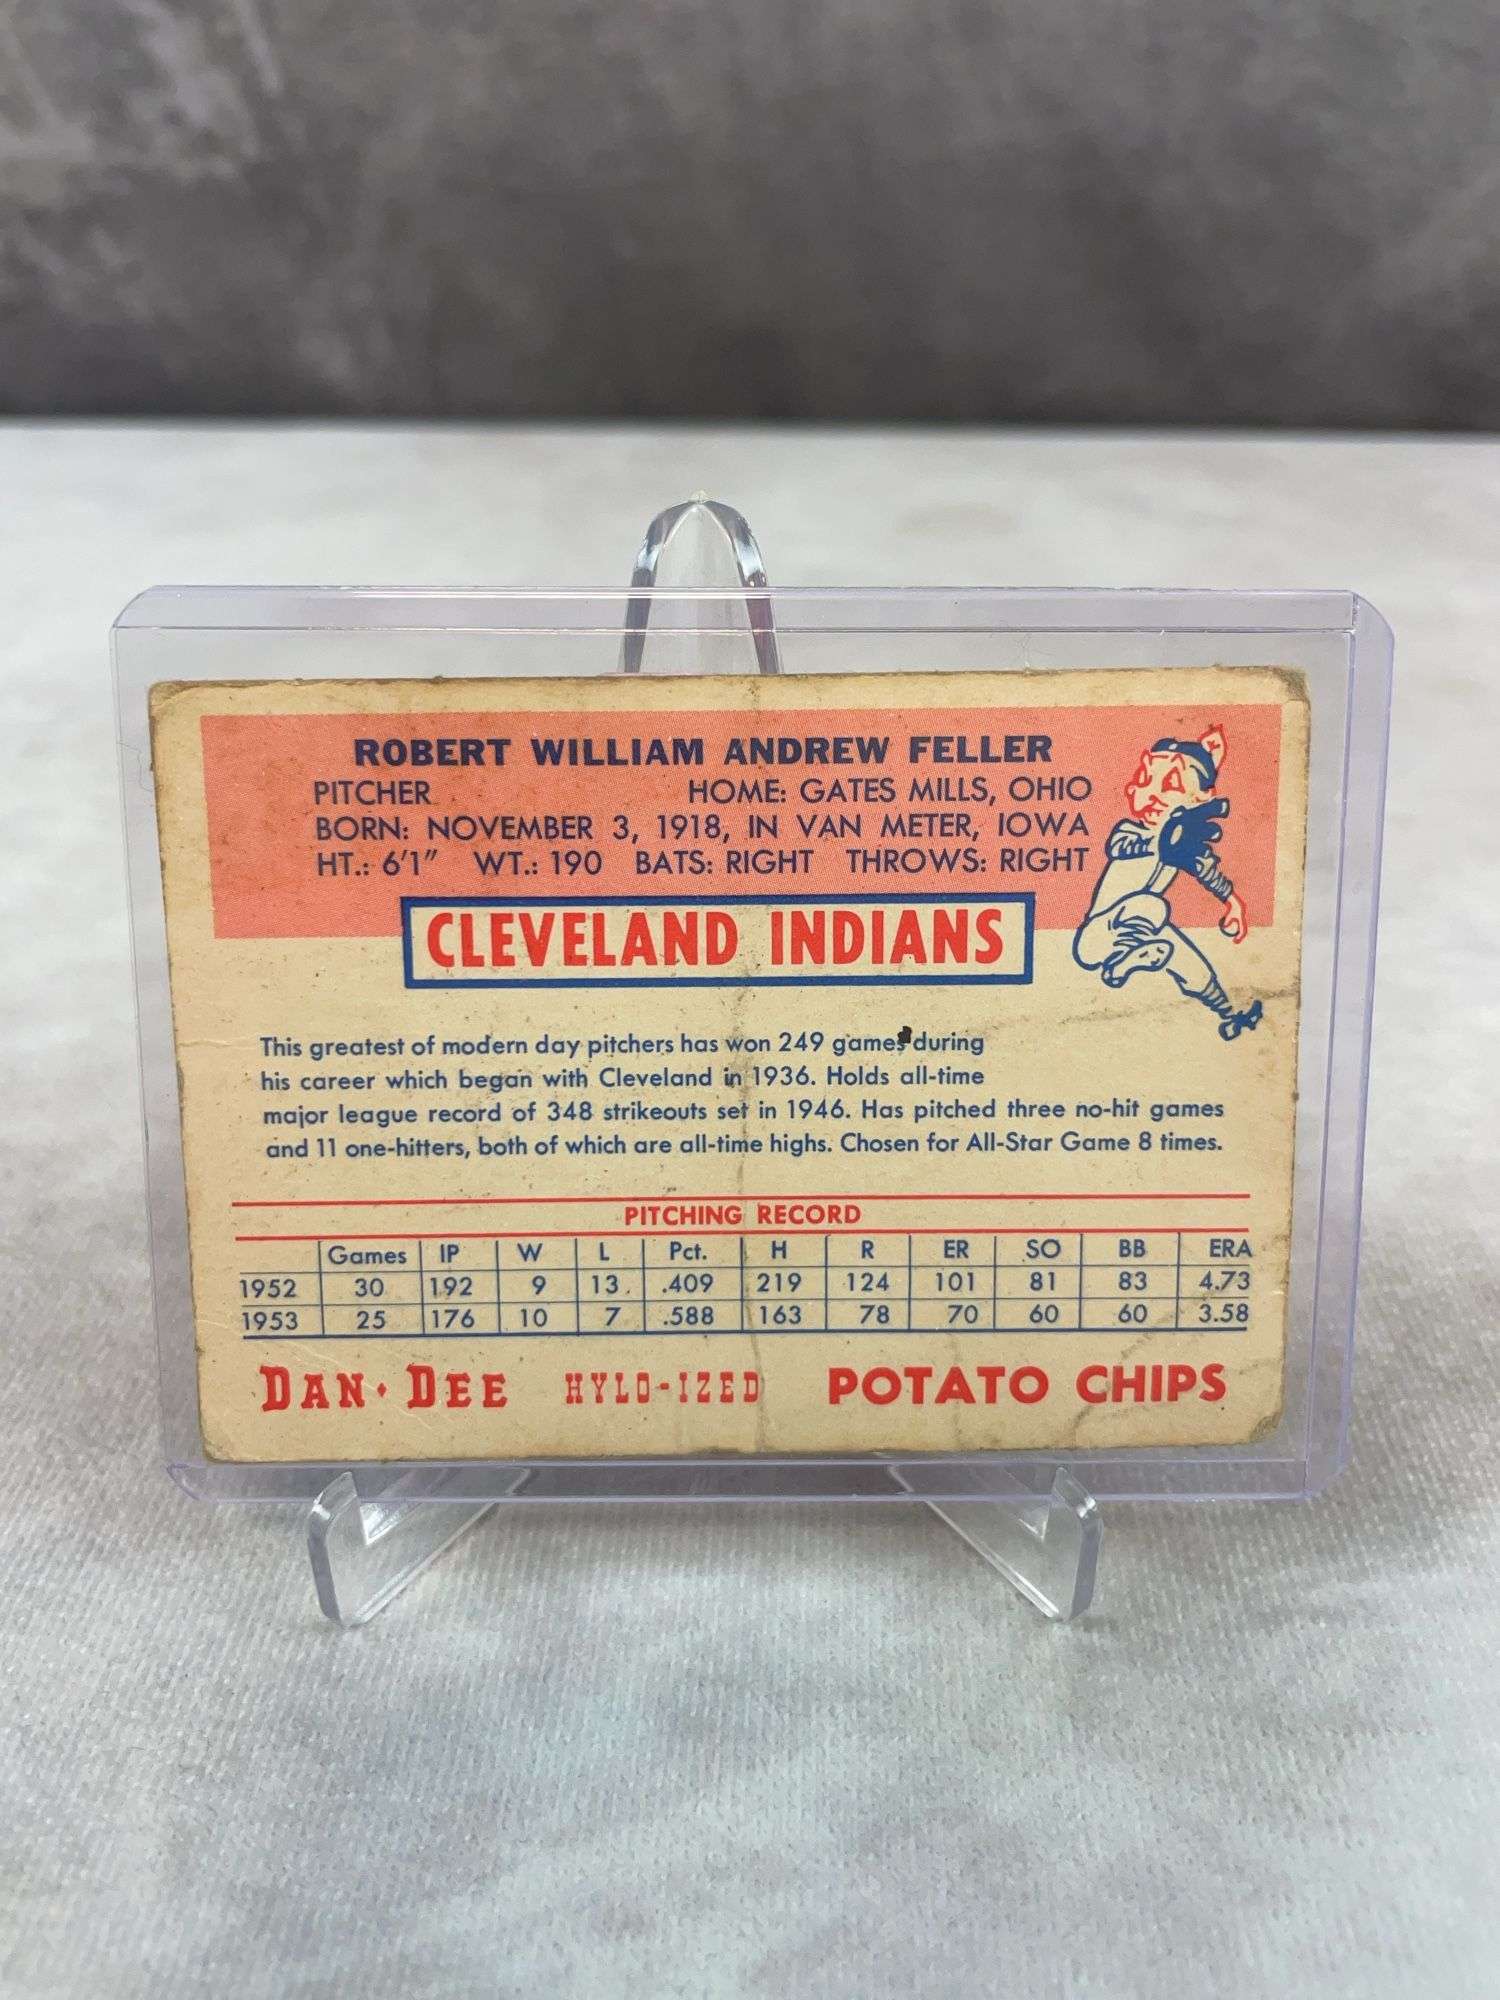 ROBERT WILLIAM ANDREW FELLER
PITCHER HOME: GATES MILLS, OHIO
BORN: NOVEMBER 3, 1918, IN VAN METER, IOWA
HT.: 6'1" WT.: 190 BATS: RIGHT THROWS: RIGHT
CLEVELAND INDIANS
This greatest of modern day pitchers has won 249 games during
his career which began with Cleveland in 1936. Holds all-time
major league record of 348 strikeouts set in 1946. Has pitched three no-hit games
and 11 one-hitters, both of which are all-time highs. Chosen for All-Star Game 8 times.
PITCHING RECORD
Games IP W L Pct. H R ER SO BB ERA
1952 30 192 9 13 .409 219 124 101 81 83 4.73
1953 25 176 10 7 .588 163 78 70 60 60 3.58
DAN·DEE HYLO-IZED POTATO CHIPS